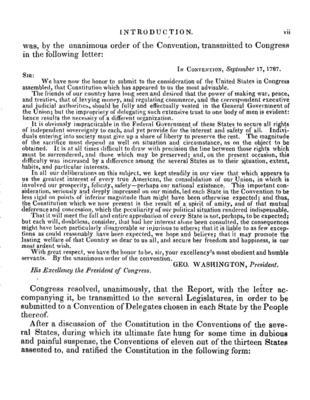 INTRODUCTION. vii
was, by the unanimous order of the Convention, transmitted to Congress
in the following letter:
In Convention, September 17, 1787.
Sir:
We have now the honor to submit to the consideration of the United States in Congress
assembled, that Constitution which has appeared to us the most advisable.
The friends of our country have long seen and desired that the power of making war, peace,
and treaties, that of levying money, and regulating commerce, and the correspondent executive
and judicial authorities, should be fully and effectually vested in the General Government of
the Union; but the impropriety of delegating such extensive trust to one body of men is evident:
hence results the necessity of a different organization.
It is obviously impracticable in the Federal Government of these States to secure all rights
of independent sovereignty to each, and yet provide for the interest and safety of all. Indivi-
duals entering into society must give up a share of liberty to preserve the rest. The magnitude
of the sacrifice must depend as well on situation and circumstance, as on the object to be
obtained. It is at all times difficult to draw with precision the line between those rights which
must be surrendered, and those which may be preserved; and, on the present occasion, this
difficulty was increased by a difference among the several States as to their situation, extent,
habits, and particular interests.
In all our deliberations on this subject, we kept steadily in our view that which appears to
us the greatest interest of every true American, the consolidation of our Union, in which is
involved our prosperity, felicity, safety—perhaps our national existence. This important con-
sideration, seriously and deeply impressed on our minds, led each State in the Convention to be
less rigid on points of inferior magnitude than might have been otherwise expected; and thus,
the Constitution which we now present is the result of a spirit of amity, and of that mutual
deference and concession, which the peculiarity of our political situation rendered indispensable.
That it will meet the full and entire approbation of every State is not, perhaps, to be expected;
but each will, doubtless, consider, that had her interest alone been consulted, the consequences
might have been particularly disagreeable or injurious to others; that it is liable to as few excep-
tions as could reasonably have been expected, we hope and believe; that it may promote the
lasting welfare of that Country so dear to us all, and secure her freedom and happiness, is our
most ardent wish.
With great respect, we have the honor to be, sir, your excellency's most obedient and humble
servants. By the unanimous order of the convention.
GEO. WASHINGTON, President.
His Excellency the President of Congress.
Congress resolved, unanimously, that the Report, with the letter ac-
companying it, be transmitted to the several Legislatures, in order to be
submitted to a Convention of Delegates chosen in each State by the People
thereof.
After a discussion of the Constitution in the Conventions of the seve-
ral States, during which its ultimate fate hung for some time in dubious
and painful suspense, the Conventions of eleven out of the thirteen States
assented to, and ratified the Constitution in the following form: